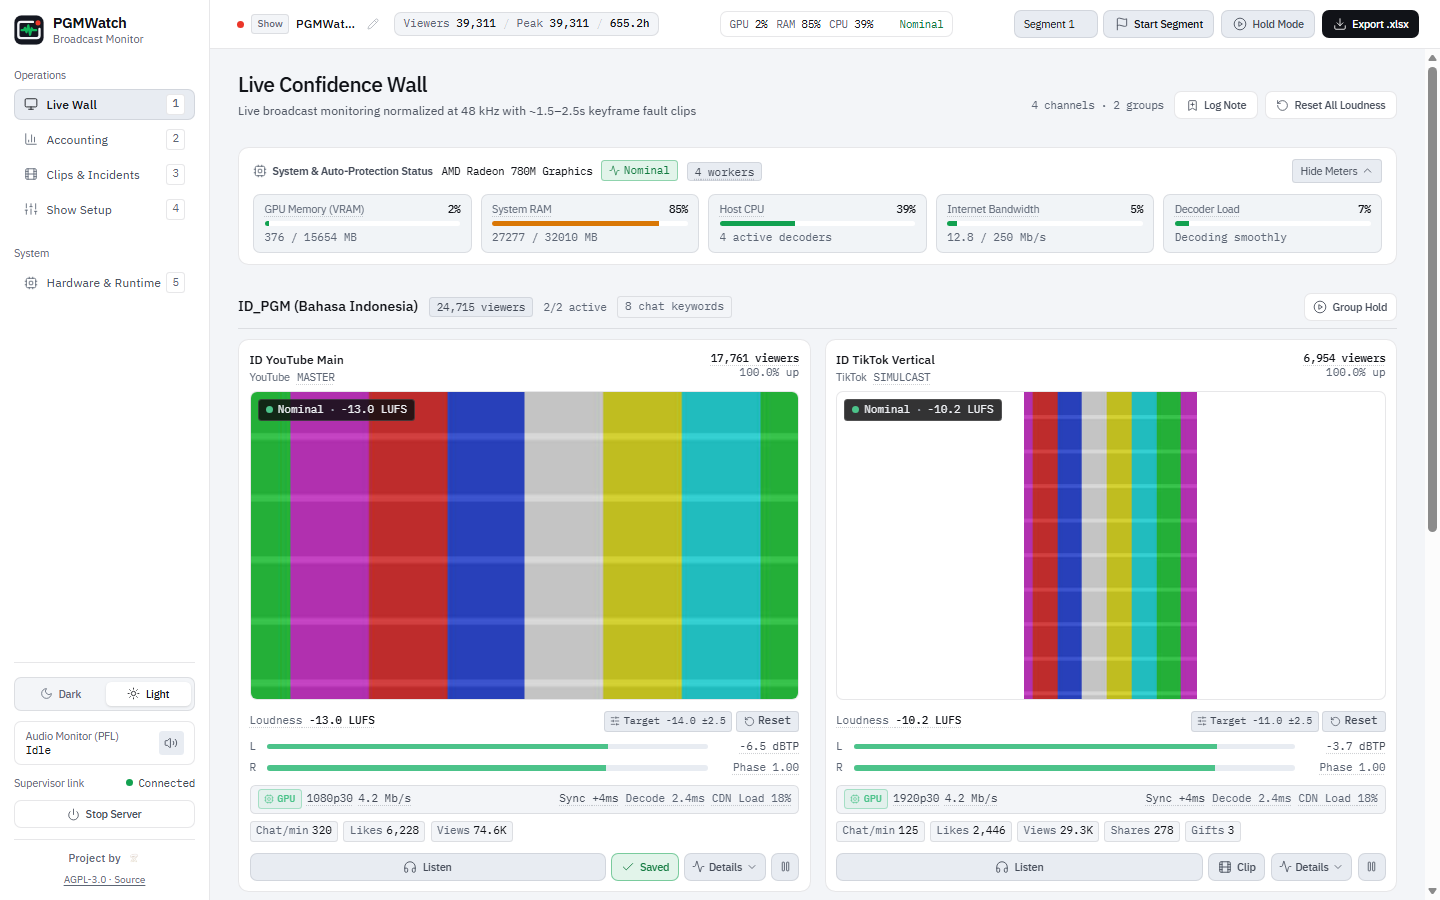 PGMWatch
Broadcast Monitor
Operations
Live Wall 1
Accounting 2
Clips & Incidents 3
Show Setup 4
System
Hardware & Runtime 5
Dark Light
Audio Monitor (PFL)
Idle
Supervisor link Connected
Stop Server
Project by
AGPL-3.0 · Source
Show PGMWat... Viewers 39,311 / Peak 39,311 / 655.2h GPU 2% RAM 85% CPU 39% Nominal Segment 1 Start Segment Hold Mode Export .xlsx
Live Confidence Wall
Live broadcast monitoring normalized at 48 kHz with ~1.5–2.5s keyframe fault clips
4 channels · 2 groups Log Note Reset All Loudness
System & Auto-Protection Status AMD Radeon 780M Graphics Nominal 4 workers Hide Meters
GPU Memory (VRAM) 2%
376 / 15654 MB
System RAM 85%
27277 / 32010 MB
Host CPU 39%
4 active decoders
Internet Bandwidth 5%
12.8 / 250 Mb/s
Decoder Load 7%
Decoding smoothly
ID_PGM (Bahasa Indonesia) 24,715 viewers 2/2 active 8 chat keywords Group Hold
ID YouTube Main 17,761 viewers
YouTube MASTER 100.0% up
Nominal · -13.0 LUFS
Loudness -13.0 LUFS Target -14.0 ±2.5 Reset
L -6.5 dBTP
R Phase 1.00
GPU 1080p30 4.2 Mb/s Sync +4ms Decode 2.4ms CDN Load 18%
Chat/min 320 Likes 6,228 Views 74.6K
Listen Saved Details
ID TikTok Vertical 6,954 viewers
TikTok SIMULCAST 100.0% up
Nominal · -10.2 LUFS
Loudness -10.2 LUFS Target -11.0 ±2.5 Reset
L -3.7 dBTP
R Phase 1.00
GPU 1920p30 4.2 Mb/s Sync +4ms Decode 2.4ms CDN Load 18%
Chat/min 125 Likes 2,446 Views 29.3K Shares 278 Gifts 3
Listen Clip Details